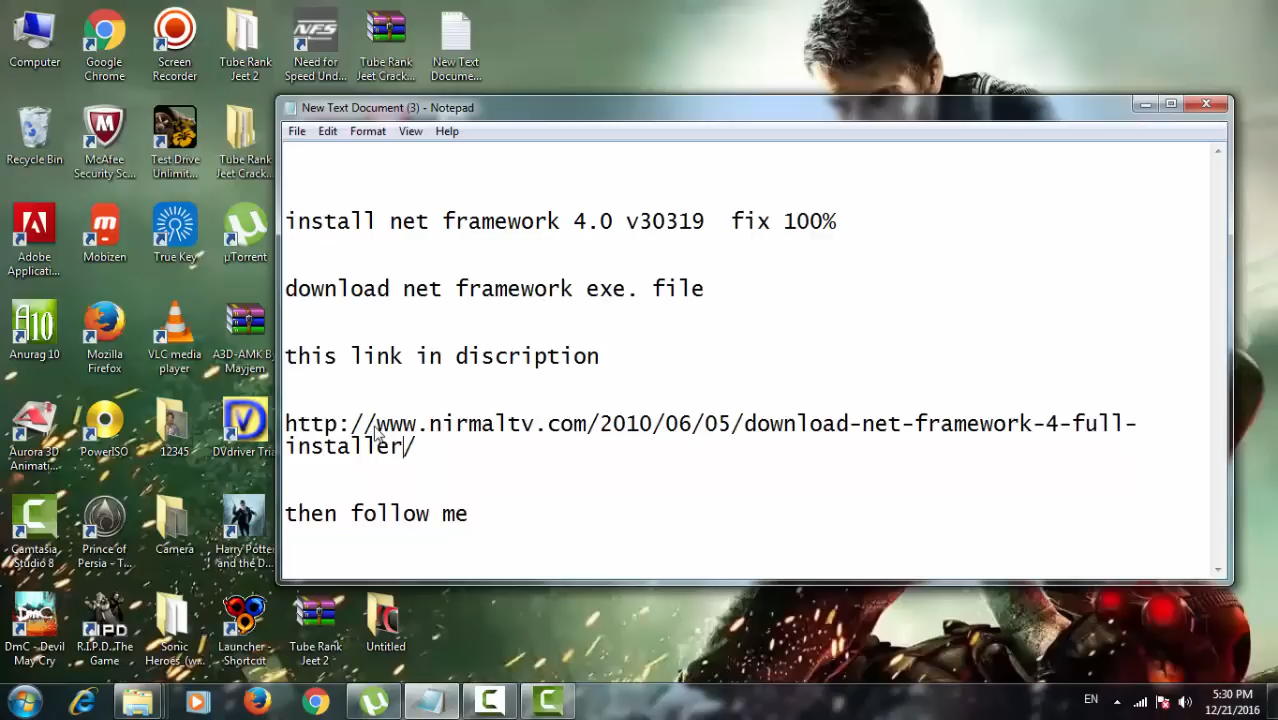 Computer
Google
Chrome
Screen
Recorder
Tube Rank
Jeet 2
NFS
Need for
Speed Und...
Tube Rank
Jeet Crack...
New Text
Docume...
Recycle Bin
McAfee
Security Sc...
Test Drive
Unlimit...
Tube Rank
Jeet Crack...
Adobe
Applicati...
Mobizen
True Key
µTorrent
A10
Anurag 10
Mozilla
Firefox
VLC media
player
A3D-AMK By
Mayjem
Aurora 3D
Animati...
PowerISO
12345
DVdriver Tria
Camtasia
Studio 8
Prince of
Persia - T...
Camera
Harry Potter
and the D...
DmC - Devil
May Cry
R.I.P.D. The
Game
Sonic
Heroes_(w...
Launcher -
Shortcut
Tube Rank
Jeet 2
Untitled
New Text Document (3) - Notepad
File Edit Format View Help
install net framework 4.0 v30319  fix 100%
download net framework exe. file
this link in discription
http://www.nirmaltv.com/2010/06/05/download-net-framework-4-full-
installer/
then follow me
EN
5:30 PM
12/21/2016